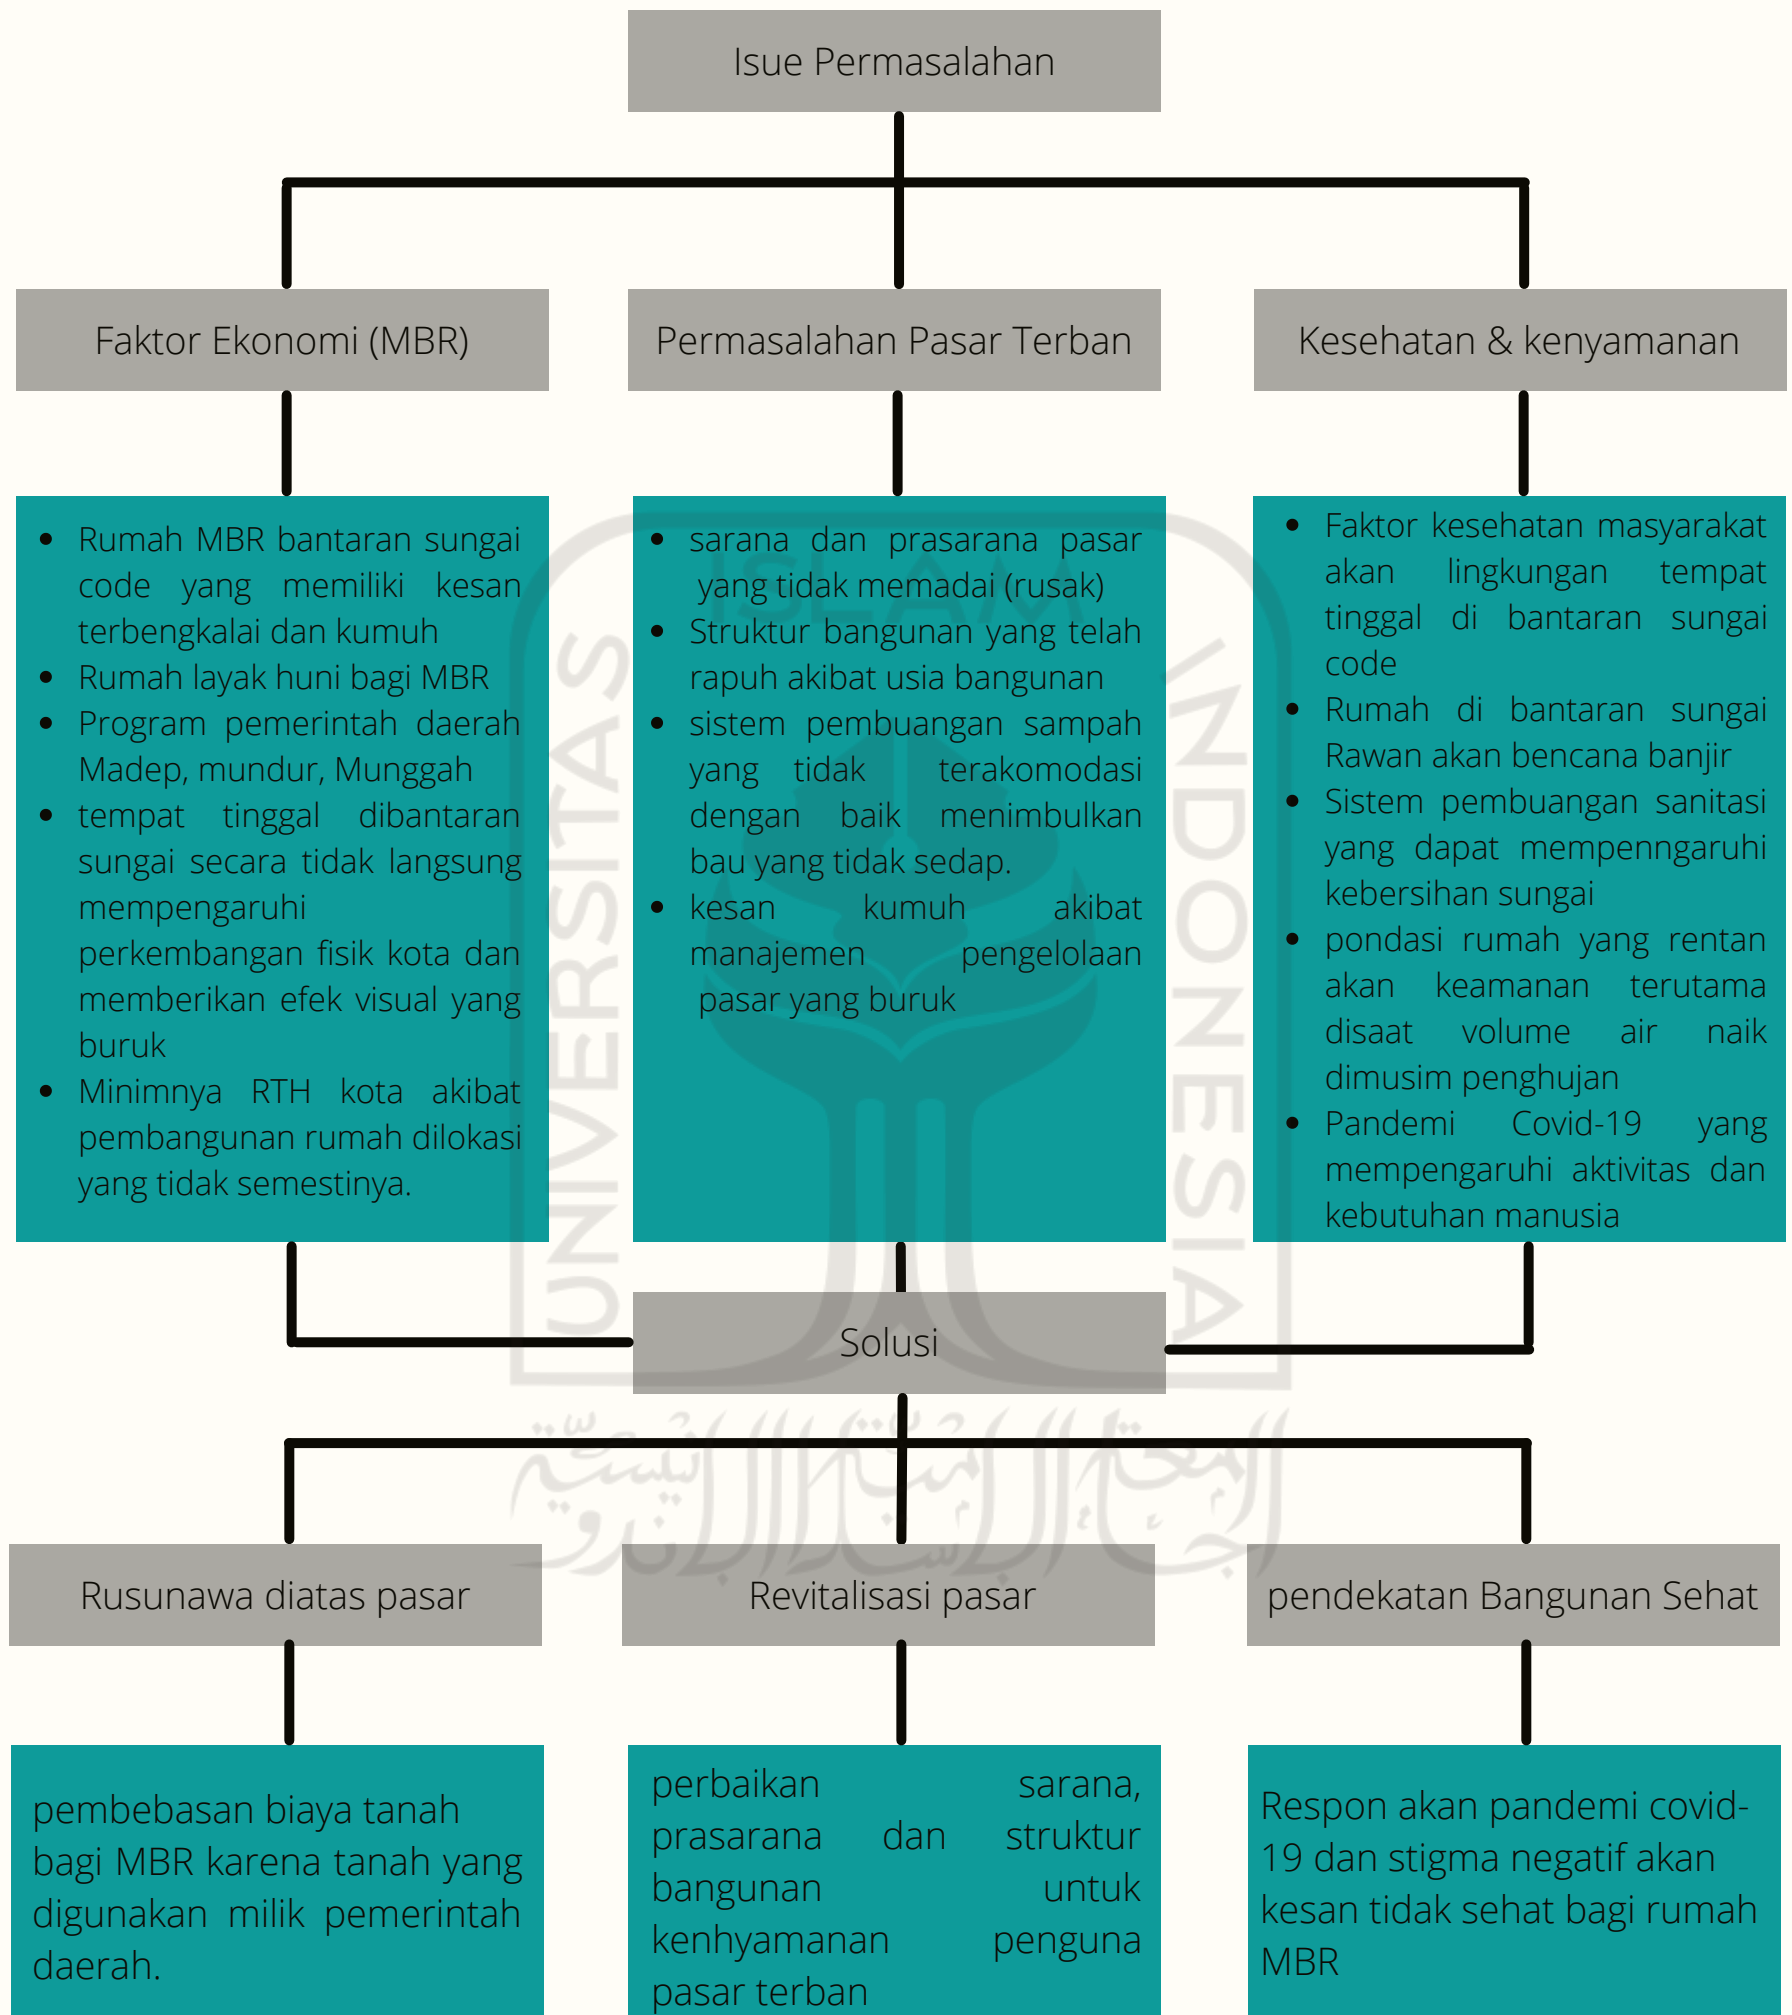 Isue Permasalahan
Faktor Ekonomi (MBR)
Permasalahan Pasar Terban
Kesehatan & kenyamanan
• Rumah MBR bantaran sungai
code yang memiliki kesan
terbengkalai dan kumuh
• Rumah layak huni bagi MBR
• Program pemerintah daerah
Madep, mundur, Munggah
• tempat tinggal dibantaran
sungai secara tidak langsung
mempengaruhi
perkembangan fisik kota dan
memberikan efek visual yang
buruk
• Minimnya RTH kota akibat
pembangunan rumah dilokasi
yang tidak semestinya.
• sarana dan prasarana pasar
yang tidak memadai (rusak)
• Struktur bangunan yang telah
rapuh akibat usia bangunan
• sistem pembuangan sampah
yang tidak terakomodasi
dengan baik menimbulkan
bau yang tidak sedap.
• kesan kumuh akibat
manajemen pengelolaan
pasar yang buruk
• Faktor kesehatan masyarakat
akan lingkungan tempat
tinggal di bantaran sungai
code
• Rumah di bantaran sungai
Rawan akan bencana banjir
• Sistem pembuangan sanitasi
yang dapat mempenngaruhi
kebersihan sungai
• pondasi rumah yang rentan
akan keamanan terutama
disaat volume air naik
dimusim penghujan
• Pandemi Covid-19 yang
mempengaruhi aktivitas dan
kebutuhan manusia
UNIVERSITAS
ISLAM
INDONESIA
Solusi
Rusunawa diatas pasar
Revitalisasi pasar
pendekatan Bangunan Sehat
pembebasan biaya tanah
bagi MBR karena tanah yang
digunakan milik pemerintah
daerah.
perbaikan sarana,
prasarana dan struktur
bangunan untuk
kenhyamanan penguna
pasar terban
Respon akan pandemi covid-
19 dan stigma negatif akan
kesan tidak sehat bagi rumah
MBR